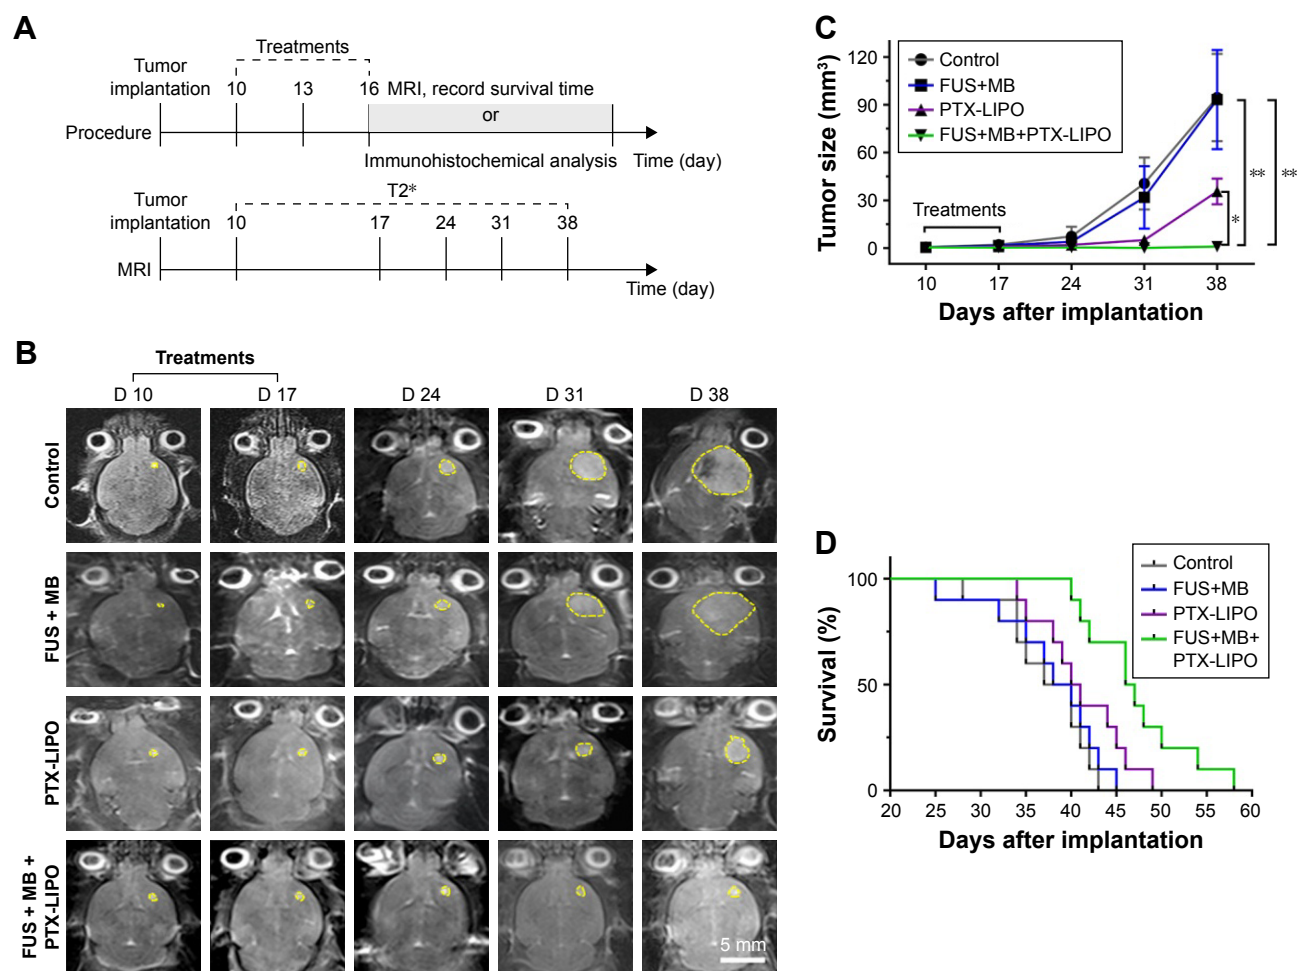 A
Treatments
Tumor
implantation 10 13 16 MRI, record survival time
or
Procedure
Immunohistochemical analysis Time (day)
T2*
Tumor
implantation 10 17 24 31 38
MRI
Time (day)
B
Treatments
D 10 D 17 D 24 D 31 D 38
Control
FUS + MB
PTX-LIPO
FUS + MB +
PTX-LIPO
5 mm
C
Tumor size (mm³)
120
90
60
30
0
Control
FUS+MB
PTX-LIPO
FUS+MB+PTX-LIPO
Treatments
*
**
**
10 17 24 31 38
Days after implantation
D
Survival (%)
100
50
0
Control
FUS+MB
PTX-LIPO
FUS+MB+
PTX-LIPO
20 25 30 35 40 45 50 55 60
Days after implantation